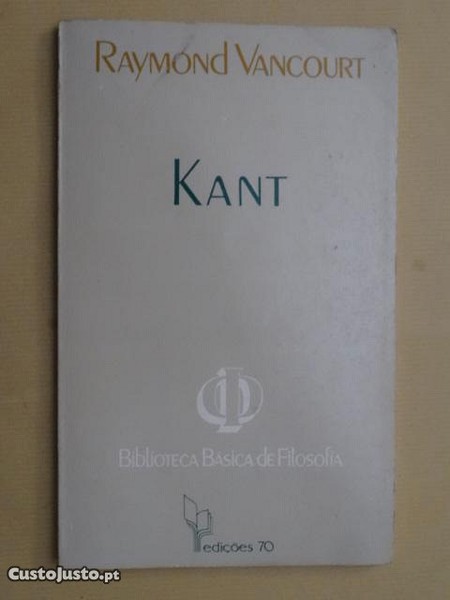 Raymond Vancourt
Kant
Biblioteca Básica de Filosofia
edições 70
CustoJusto.pt